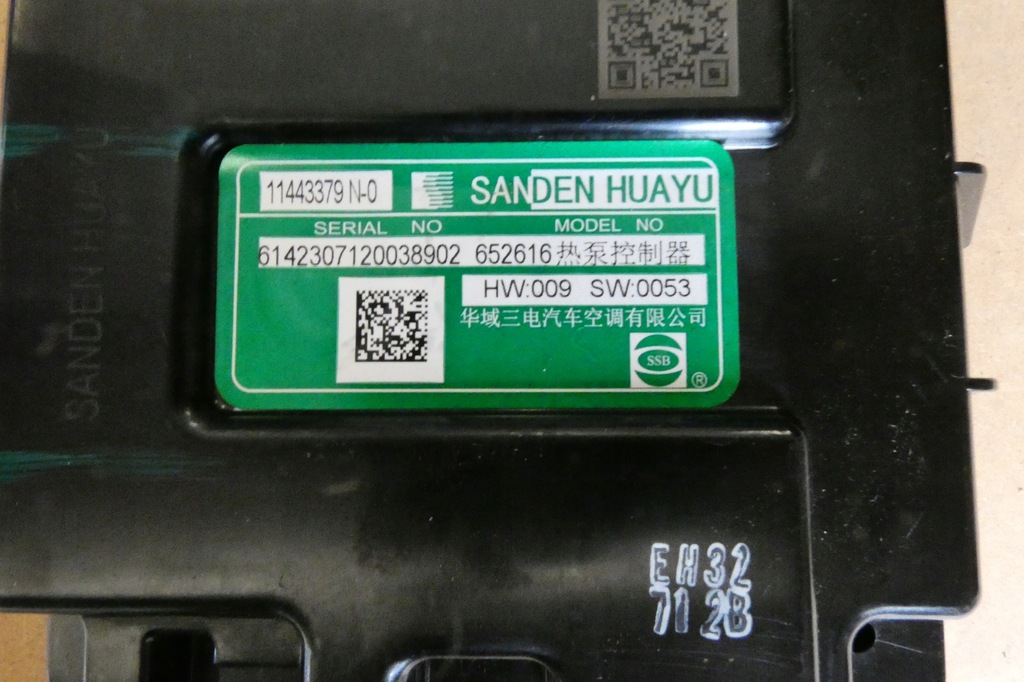 11443379 N-0
SANDEN HUAYU
SERIAL NO
MODEL NO
6142307120038902 652616热泵控制器
HW:009 SW:0053
华域三电汽车空调有限公司
SSB
®
SANDEN HUAYU
EH32
712B